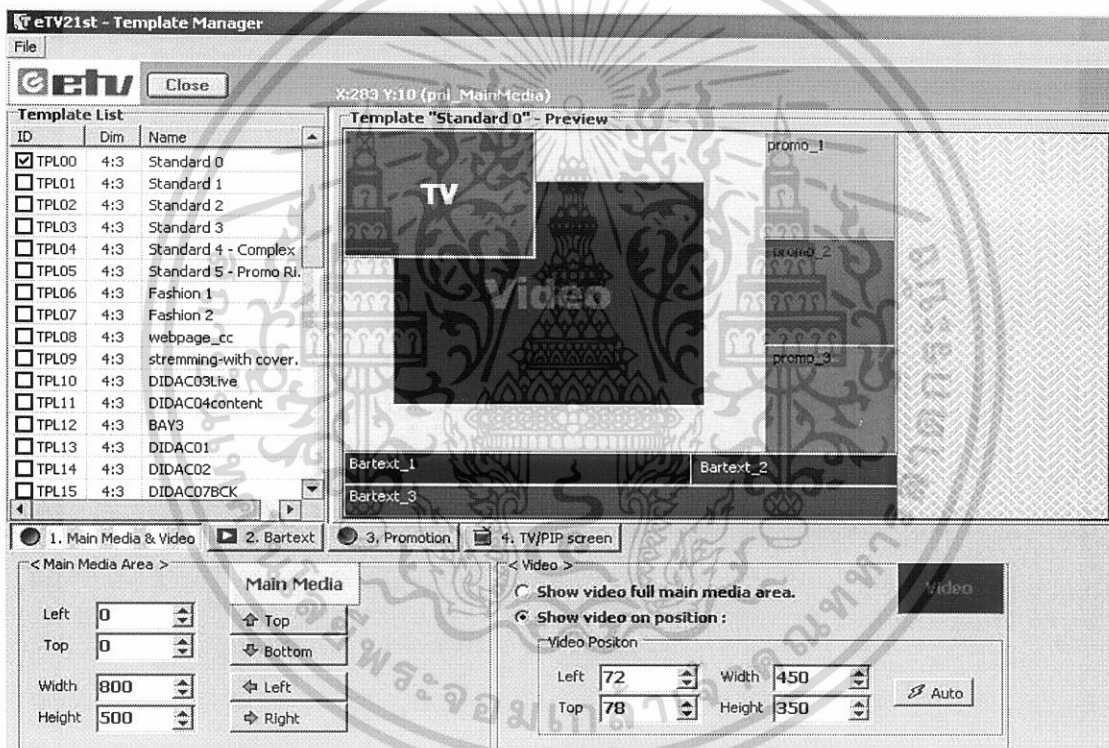 eTV21st - Template Manager
File
etv
Close
X:283 Y:10 (pnl_MainMedia)
Template List
ID Dim Name
TPL00 4:3 Standard 0
TPL01 4:3 Standard 1
TPL02 4:3 Standard 2
TPL03 4:3 Standard 3
TPL04 4:3 Standard 4 - Complex
TPL05 4:3 Standard 5 - Promo Ri.
TPL06 4:3 Fashion 1
TPL07 4:3 Fashion 2
TPL08 4:3 webpage_cc
TPL09 4:3 stremming-with cover.
TPL10 4:3 DIDAC03Live
TPL11 4:3 DIDAC04content
TPL12 4:3 BAY3
TPL13 4:3 DIDAC01
TPL14 4:3 DIDAC02
TPL15 4:3 DIDAC07BCK
Template "Standard 0" - Preview
TV
Video
promo_1
promo_2
promo_3
Bartext_1
Bartext_2
Bartext_3
1. Main Media & Video
2. Bartext
3. Promotion
4. TV/PIP screen
< Main Media Area >
Main Media
Left 0
Top 0
Width 800
Height 500
Top
Bottom
Left
Right
< Video >
Video
Show video full main media area.
Show video on position :
Video Positon
Left 72
Width 450
Top 78
Height 350
Auto